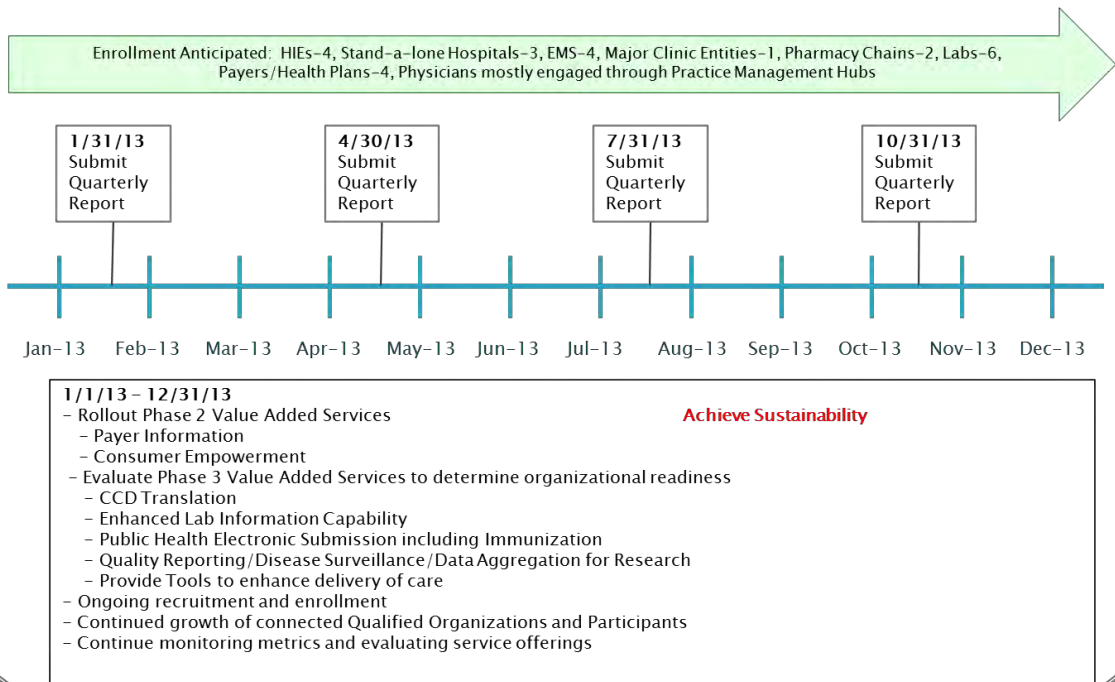 Enrollment Anticipated: HIEs–4, Stand–a–lone Hospitals–3, EMS–4, Major Clinic Entities–1, Pharmacy Chains–2, Labs–6,
Payers/Health Plans–4, Physicians mostly engaged through Practice Management Hubs
1/31/13
Submit
Quarterly
Report
4/30/13
Submit
Quarterly
Report
7/31/13
Submit
Quarterly
Report
10/31/13
Submit
Quarterly
Report
Jan–13 Feb–13 Mar–13 Apr–13 May–13 Jun–13 Jul–13 Aug–13 Sep–13 Oct–13 Nov–13 Dec–13
1/1/13 – 12/31/13
– Rollout Phase 2 Value Added Services
Achieve Sustainability
– Payer Information
– Consumer Empowerment
– Evaluate Phase 3 Value Added Services to determine organizational readiness
– CCD Translation
– Enhanced Lab Information Capability
– Public Health Electronic Submission including Immunization
– Quality Reporting/Disease Surveillance/Data Aggregation for Research
– Provide Tools to enhance delivery of care
– Ongoing recruitment and enrollment
– Continued growth of connected Qualified Organizations and Participants
– Continue monitoring metrics and evaluating service offerings